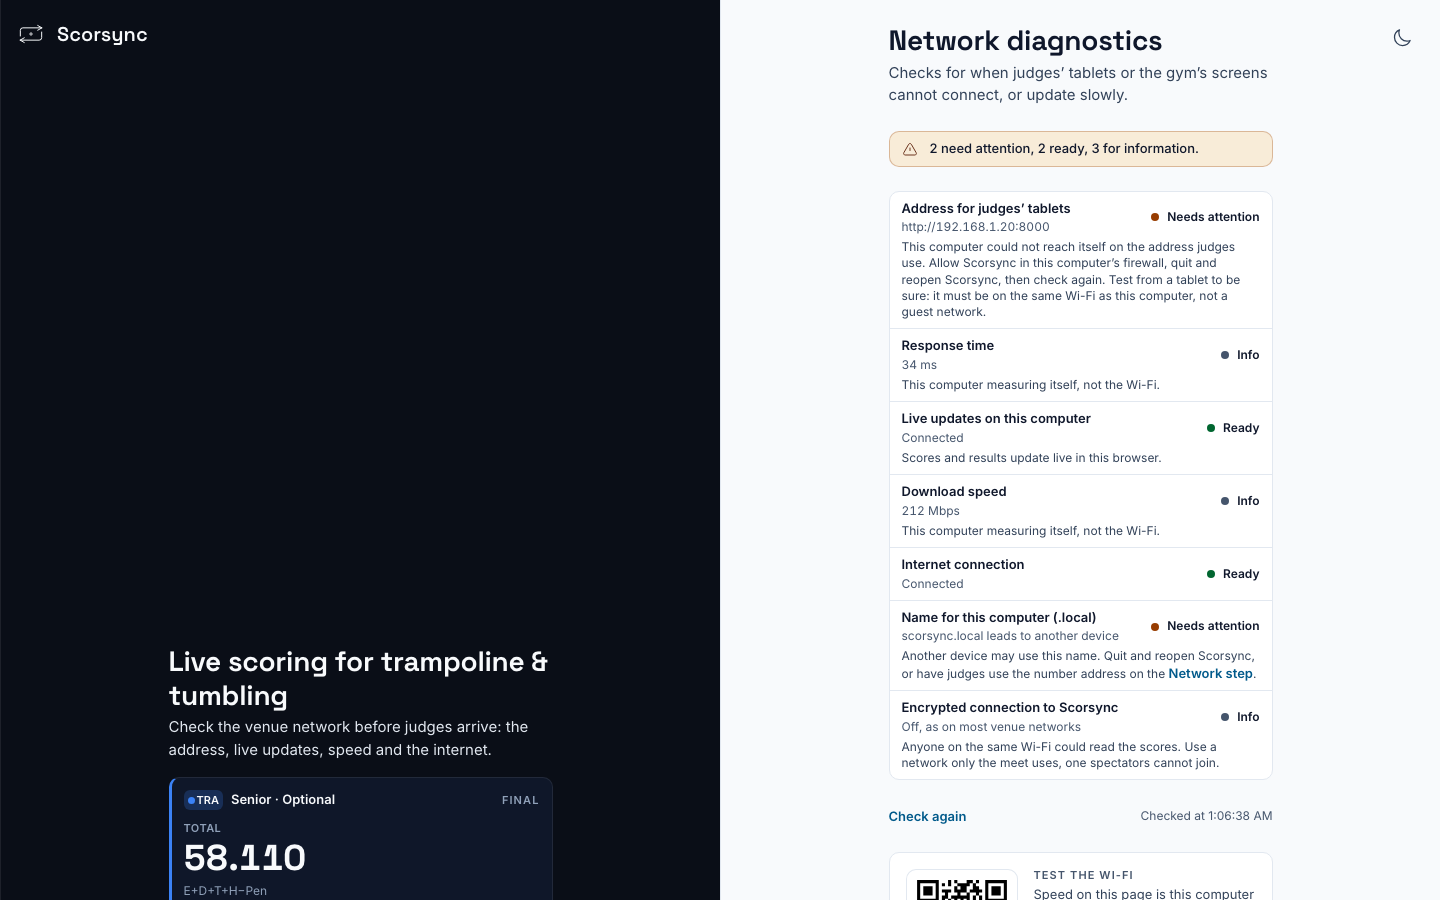 Scorsync
Live scoring for trampoline &
tumbling
Check the venue network before judges arrive: the
address, live updates, speed and the internet.
TRA
Senior · Optional
FINAL
TOTAL
58.110
E+D+T+H−Pen
Network diagnostics
Checks for when judges’ tablets or the gym’s screens
cannot connect, or update slowly.
2 need attention, 2 ready, 3 for information.
Address for judges’ tablets
Needs attention
http://192.168.1.20:8000
This computer could not reach itself on the address judges
use. Allow Scorsync in this computer’s firewall, quit and
reopen Scorsync, then check again. Test from a tablet to be
sure: it must be on the same Wi-Fi as this computer, not a
guest network.
Response time
Info
34 ms
This computer measuring itself, not the Wi-Fi.
Live updates on this computer
Ready
Connected
Scores and results update live in this browser.
Download speed
Info
212 Mbps
This computer measuring itself, not the Wi-Fi.
Internet connection
Ready
Connected
Name for this computer (.local)
Needs attention
scorsync.local leads to another device
Another device may use this name. Quit and reopen Scorsync,
or have judges use the number address on the Network step.
Encrypted connection to Scorsync
Info
Off, as on most venue networks
Anyone on the same Wi-Fi could read the scores. Use a
network only the meet uses, one spectators cannot join.
Check again
Checked at 1:06:38 AM
TEST THE WI-FI
Speed on this page is this computer